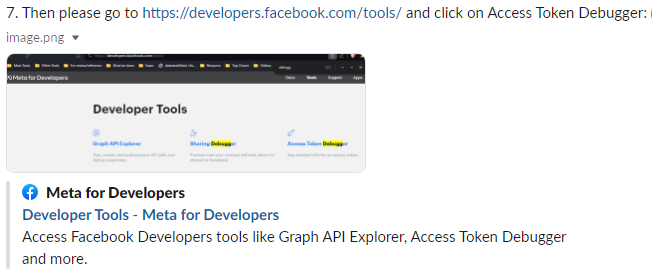 7. Then please go to https://developers.facebook.com/tools/ and click on Access Token Debugger:
image.png
Meta for Developers
Docs Tools Support Apps
Developer Tools
Graph API Explorer Sharing Debugger Access Token Debugger
Meta for Developers
Developer Tools - Meta for Developers
Access Facebook Developers tools like Graph API Explorer, Access Token Debugger
and more.